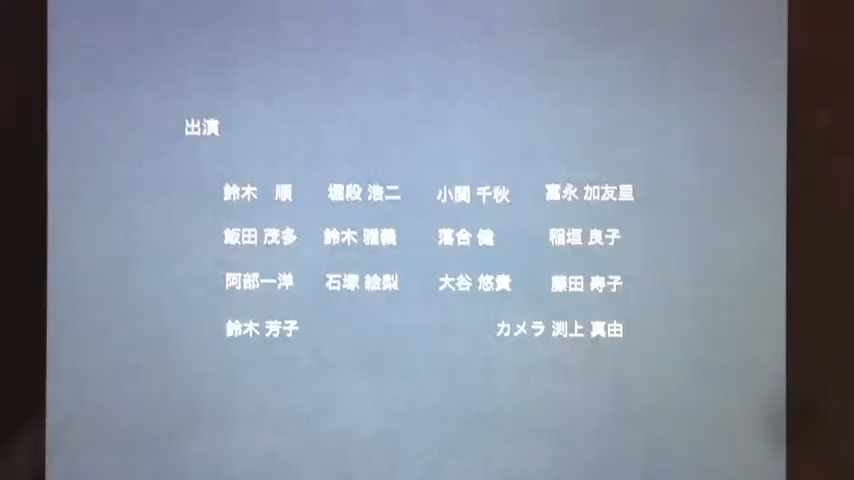 出演
鈴木 順 堀段 浩二 小関 千秋 富永 加友里
飯田 茂多 鈴木 雅義 落合 健 稲垣 良子
阿部一洋 石塚 絵梨 大谷 悠貴 藤田 寿子
鈴木 芳子 カメラ 渕上 真由